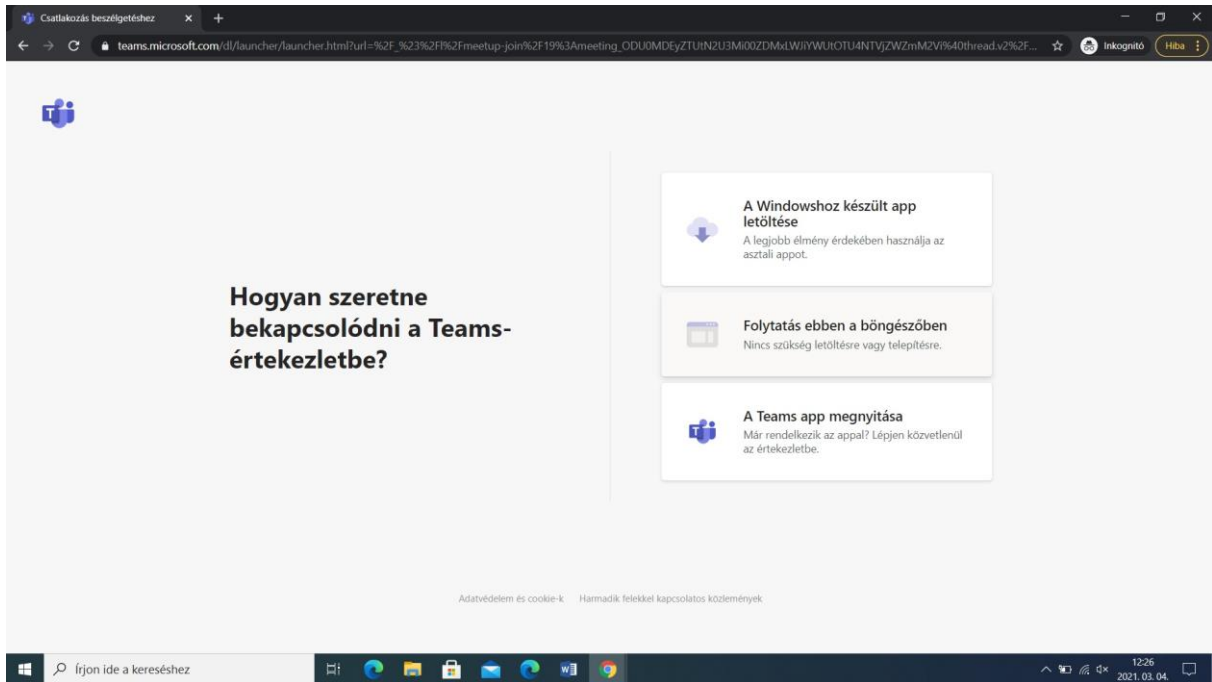 Csatlakozás beszélgetéshez
teams.microsoft.com/dl/launcher/launcher.html?url=%2F_%23%2Fl%2Fmeetup-join%2F19%3Ameeting_ODU0MDEyZTUtN2U3Mi00ZDMxLWJiYWUtOTU4NTVjZWZmM2Vi%40thread.v2%2F...
Inkognitó
Hiba
Hogyan szeretne
bekapcsolódni a Teams-
értekezletbe?
A Windowshoz készült app
letöltése
A legjobb élmény érdekében használja az
asztali appot.
Folytatás ebben a böngészőben
Nincs szükség letöltésre vagy telepítésre.
A Teams app megnyitása
Már rendelkezik az appal? Lépjen közvetlenül
az értekezletbe.
Adatvédelem és cookie-k Harmadik felekkel kapcsolatos közlemények
Írjon ide a kereséshez
12:26
2021. 03. 04.